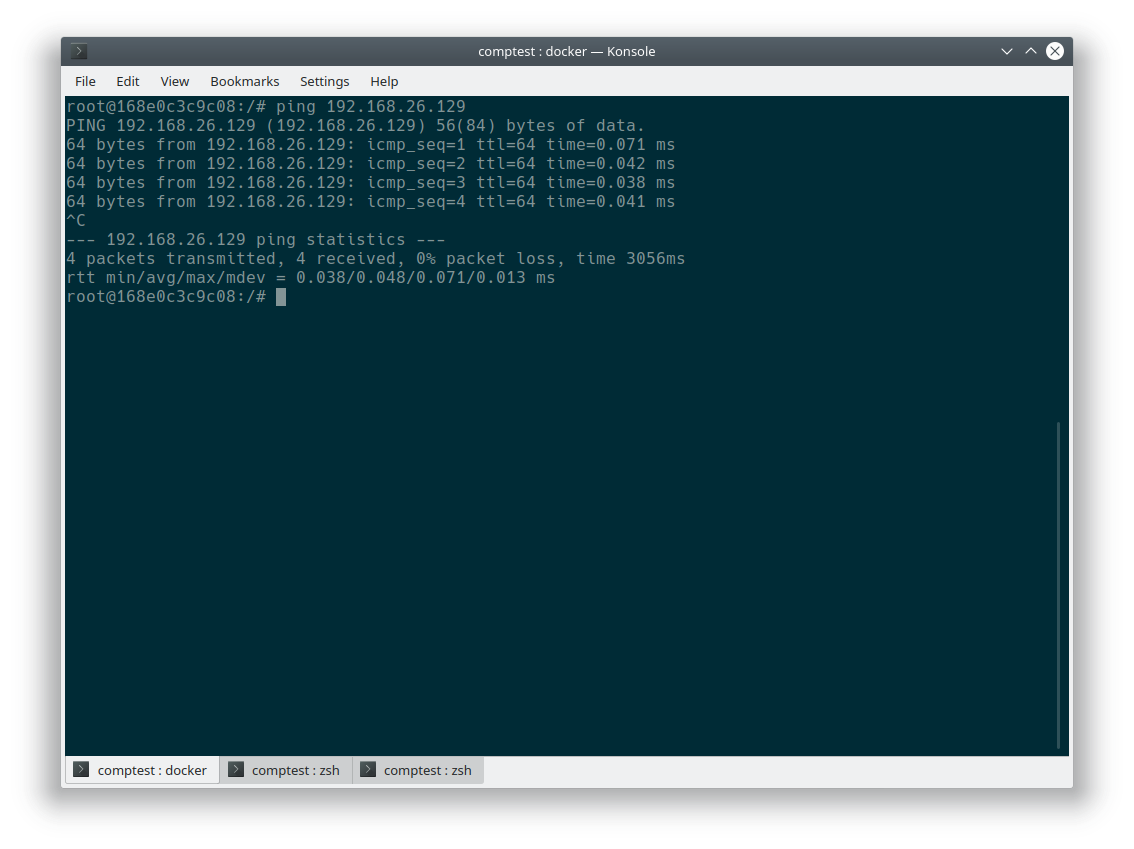 comptest : docker — Konsole
File Edit View Bookmarks Settings Help
root@168e0c3c9c08:/# ping 192.168.26.129
PING 192.168.26.129 (192.168.26.129) 56(84) bytes of data.
64 bytes from 192.168.26.129: icmp_seq=1 ttl=64 time=0.071 ms
64 bytes from 192.168.26.129: icmp_seq=2 ttl=64 time=0.042 ms
64 bytes from 192.168.26.129: icmp_seq=3 ttl=64 time=0.038 ms
64 bytes from 192.168.26.129: icmp_seq=4 ttl=64 time=0.041 ms
^C
--- 192.168.26.129 ping statistics ---
4 packets transmitted, 4 received, 0% packet loss, time 3056ms
rtt min/avg/max/mdev = 0.038/0.048/0.071/0.013 ms
root@168e0c3c9c08:/#
comptest : docker comptest : zsh comptest : zsh